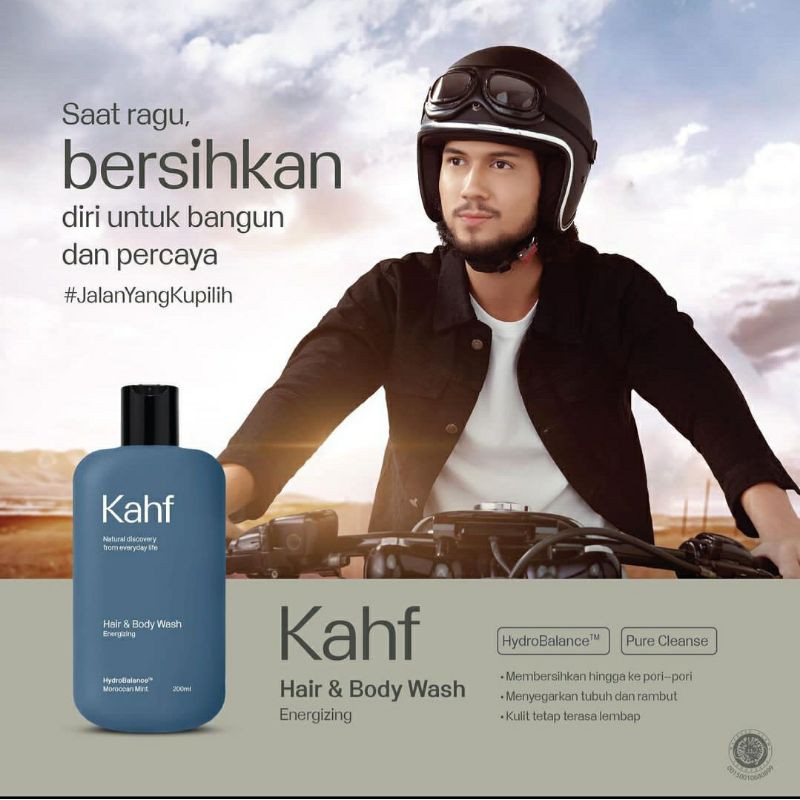 Saat ragu,
bersihkan
diri untuk bangun
dan percaya
#JalanYangKupilih
Kahf
Natural discovery
from everyday life
Hair & Body Wash
Energizing
HydroBalance™
Moroccan Mint 200ml
Kahf
Hair & Body Wash
Energizing
HydroBalance™ Pure Cleanse
• Membersihkan hingga ke pori-pori
• Menyegarkan tubuh dan rambut
• Kulit tetap terasa lembap